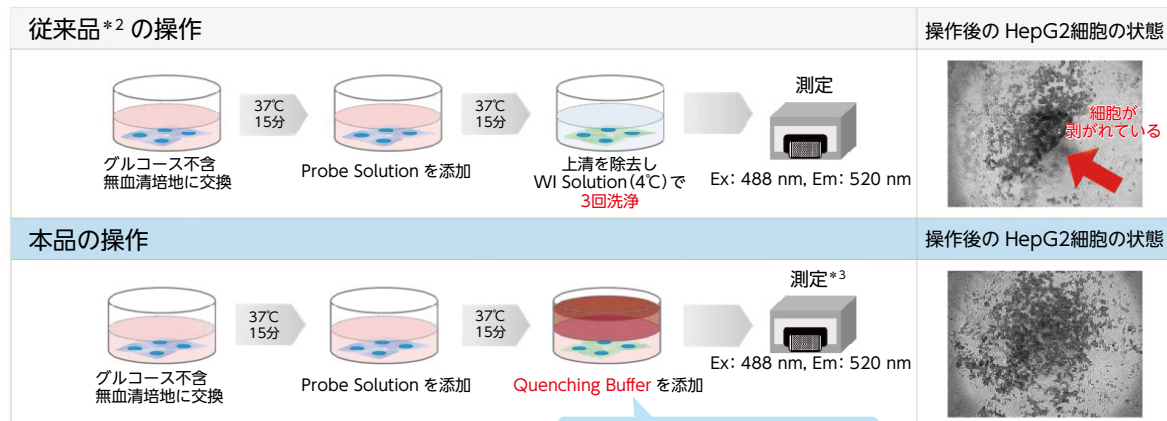 従来品*2 の操作
操作後の HepG2細胞の状態
37℃
15分
37℃
15分
測定
細胞が
剥がれている
グルコース不含
無血清培地に交換
Probe Solution を添加
上清を除去し
WI Solution(4℃)で
3回洗浄
Ex: 488 nm, Em: 520 nm
本品の操作
操作後の HepG2細胞の状態
37℃
15分
37℃
15分
測定*3
グルコース不含
無血清培地に交換
Probe Solution を添加
Quenching Buffer を添加
Ex: 488 nm, Em: 520 nm